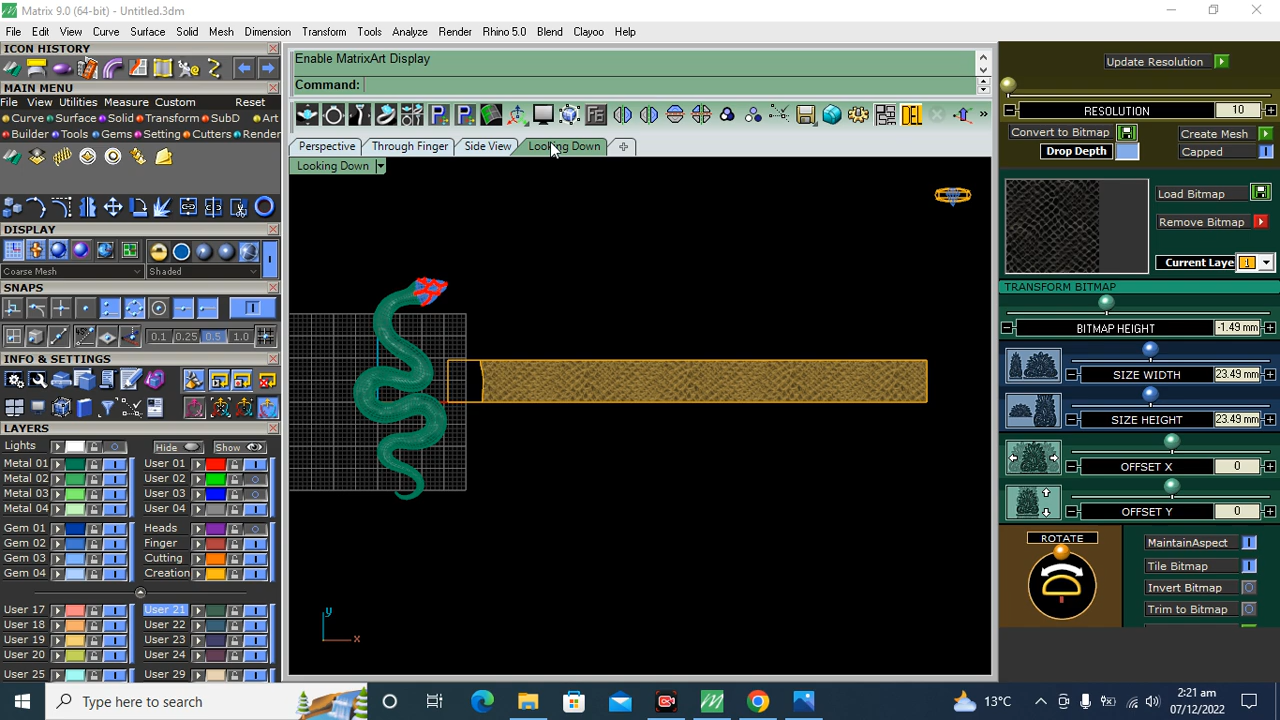 Matrix 9.0 (64-bit) - Untitled.3dm
File Edit View Curve Surface Solid Mesh Dimension Transform Tools Analyze Render Rhino 5.0 Blend Clayoo Help
ICON HISTORY
MAIN MENU
File View Utilities Measure Custom Reset
Curve Surface Solid Transform SubD Art
Builder Tools Gems Setting Cutters Render
DISPLAY
Coarse Mesh Shaded
SNAPS
0.1 0.25 0.5 1.0
INFO & SETTINGS
LAYERS
Lights Hide Show
Metal 01 User 01
Metal 02 User 02
Metal 03 User 03
Metal 04 User 04
Gem 01 Heads
Gem 02 Finger
Gem 03 Cutting
Gem 04 Creation
User 17 User 21
User 18 User 22
User 19 User 23
User 20 User 24
User 25 User 29
Enable MatrixArt Display
Command:
DEL
Perspective Through Finger Side View Looking Down
Looking Down
y
x
Update Resolution
RESOLUTION 10
Convert to Bitmap Create Mesh
Drop Depth Capped
Load Bitmap
Remove Bitmap
Current Laye 1
TRANSFORM BITMAP
BITMAP HEIGHT -1.49 mm
SIZE WIDTH 23.49 mm
SIZE HEIGHT 23.49 mm
OFFSET X 0
OFFSET Y 0
ROTATE
MaintainAspect
Tile Bitmap
Invert Bitmap
Trim to Bitmap
Type here to search
13°C
2:21 am
07/12/2022